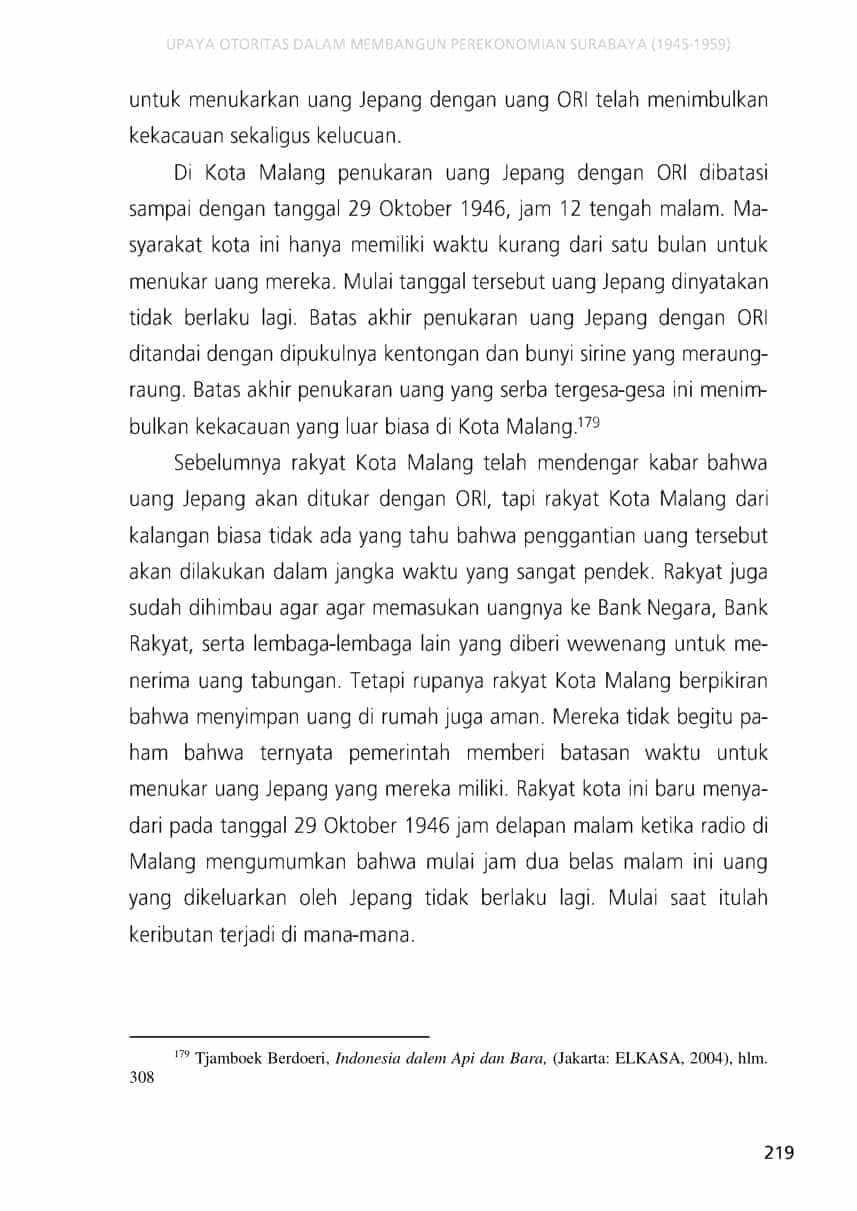 UPAYA OTORITAS DALAM MEMBANGUN PEREKONOMIAN SURABAYA (1945-1959)
untuk menukarkan uang Jepang dengan uang ORI telah menimbulkan
kekacauan sekaligus kelucuan.
Di Kota Malang penukaran uang Jepang dengan ORI dibatasi
sampai dengan tanggal 29 Oktober 1946, jam 12 tengah malam. Ma-
syarakat kota ini hanya memiliki waktu kurang dari satu bulan untuk
menukar uang mereka. Mulai tanggal tersebut uang Jepang dinyatakan
tidak berlaku lagi. Batas akhir penukaran uang Jepang dengan ORI
ditandai dengan dipukulnya kentongan dan bunyi sirine yang meraung-
raung. Batas akhir penukaran uang yang serba tergesa-gesa ini menim-
bulkan kekacauan yang luar biasa di Kota Malang.179
Sebelumnya rakyat Kota Malang telah mendengar kabar bahwa
uang Jepang akan ditukar dengan ORI, tapi rakyat Kota Malang dari
kalangan biasa tidak ada yang tahu bahwa penggantian uang tersebut
akan dilakukan dalam jangka waktu yang sangat pendek. Rakyat juga
sudah dihimbau agar agar memasukan uangnya ke Bank Negara, Bank
Rakyat, serta lembaga-lembaga lain yang diberi wewenang untuk me-
nerima uang tabungan. Tetapi rupanya rakyat Kota Malang berpikiran
bahwa menyimpan uang di rumah juga aman. Mereka tidak begitu pa-
ham bahwa ternyata pemerintah memberi batasan waktu untuk
menukar uang Jepang yang mereka miliki. Rakyat kota ini baru menya-
dari pada tanggal 29 Oktober 1946 jam delapan malam ketika radio di
Malang mengumumkan bahwa mulai jam dua belas malam ini uang
yang dikeluarkan oleh Jepang tidak berlaku lagi. Mulai saat itulah
keributan terjadi di mana-mana.
179 Tjamboek Berdoeri, Indonesia dalem Api dan Bara, (Jakarta: ELKASA, 2004), hlm.
308
219